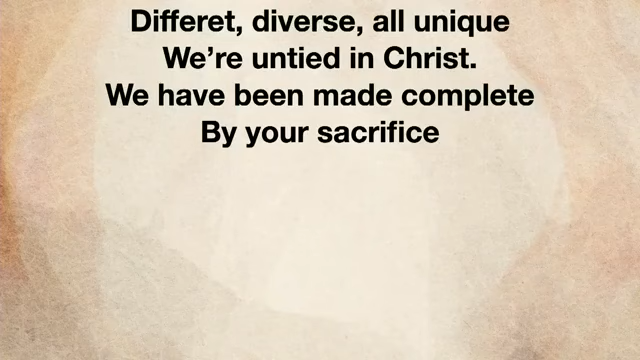 Differet, diverse, all unique
We're untied in Christ.
We have been made complete
By your sacrifice